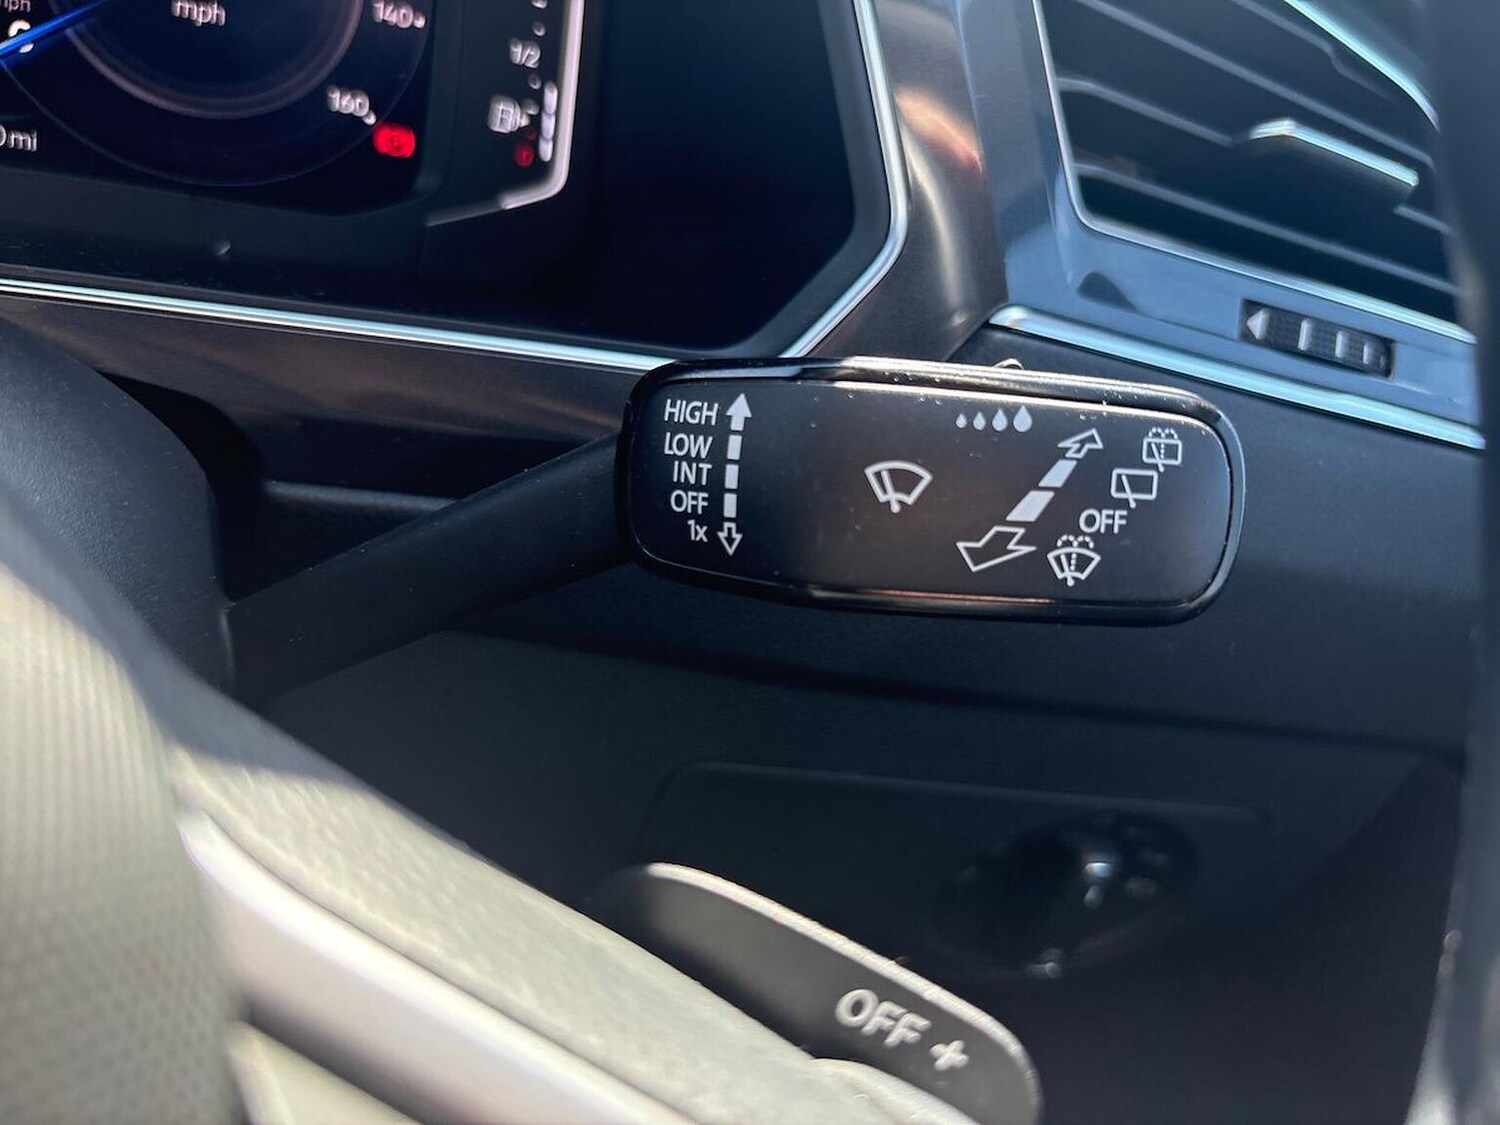 mph
140
1/2
160
mi
HIGH
LOW
INT
OFF
1x
OFF
OFF +